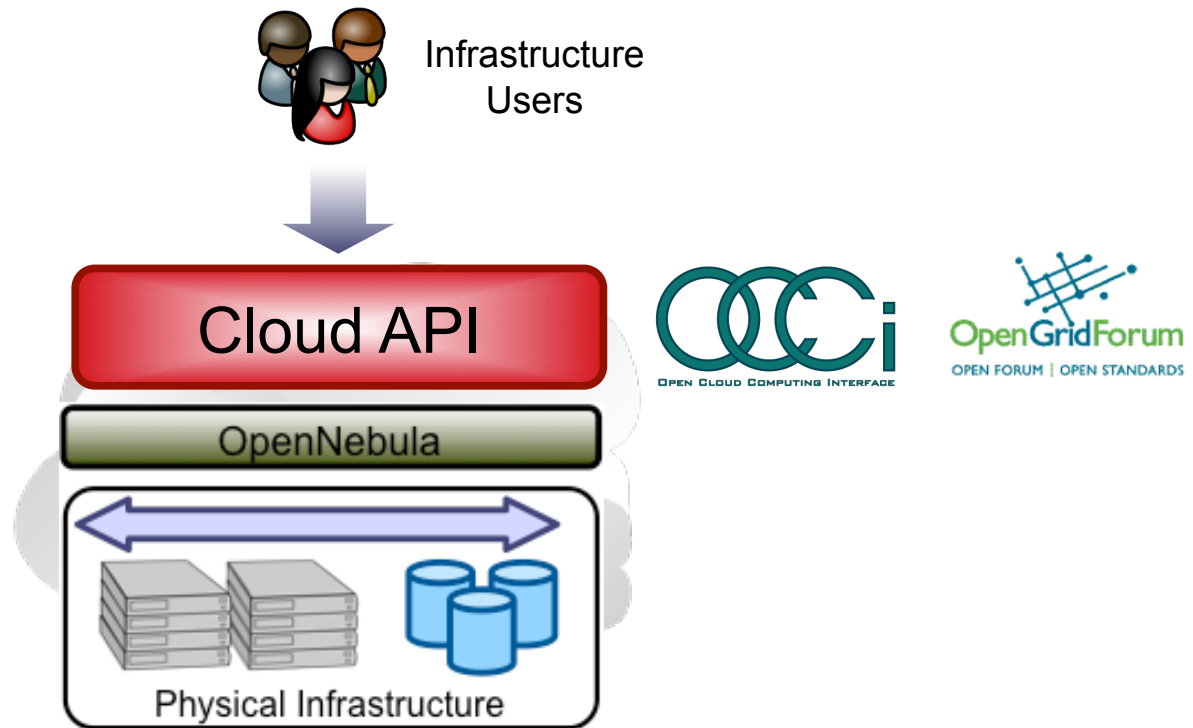 Infrastructure
Users
Cloud API
OCCi
OPEN CLOUD COMPUTING INTERFACE
OpenGridForum
OPEN FORUM | OPEN STANDARDS
OpenNebula
Physical Infrastructure